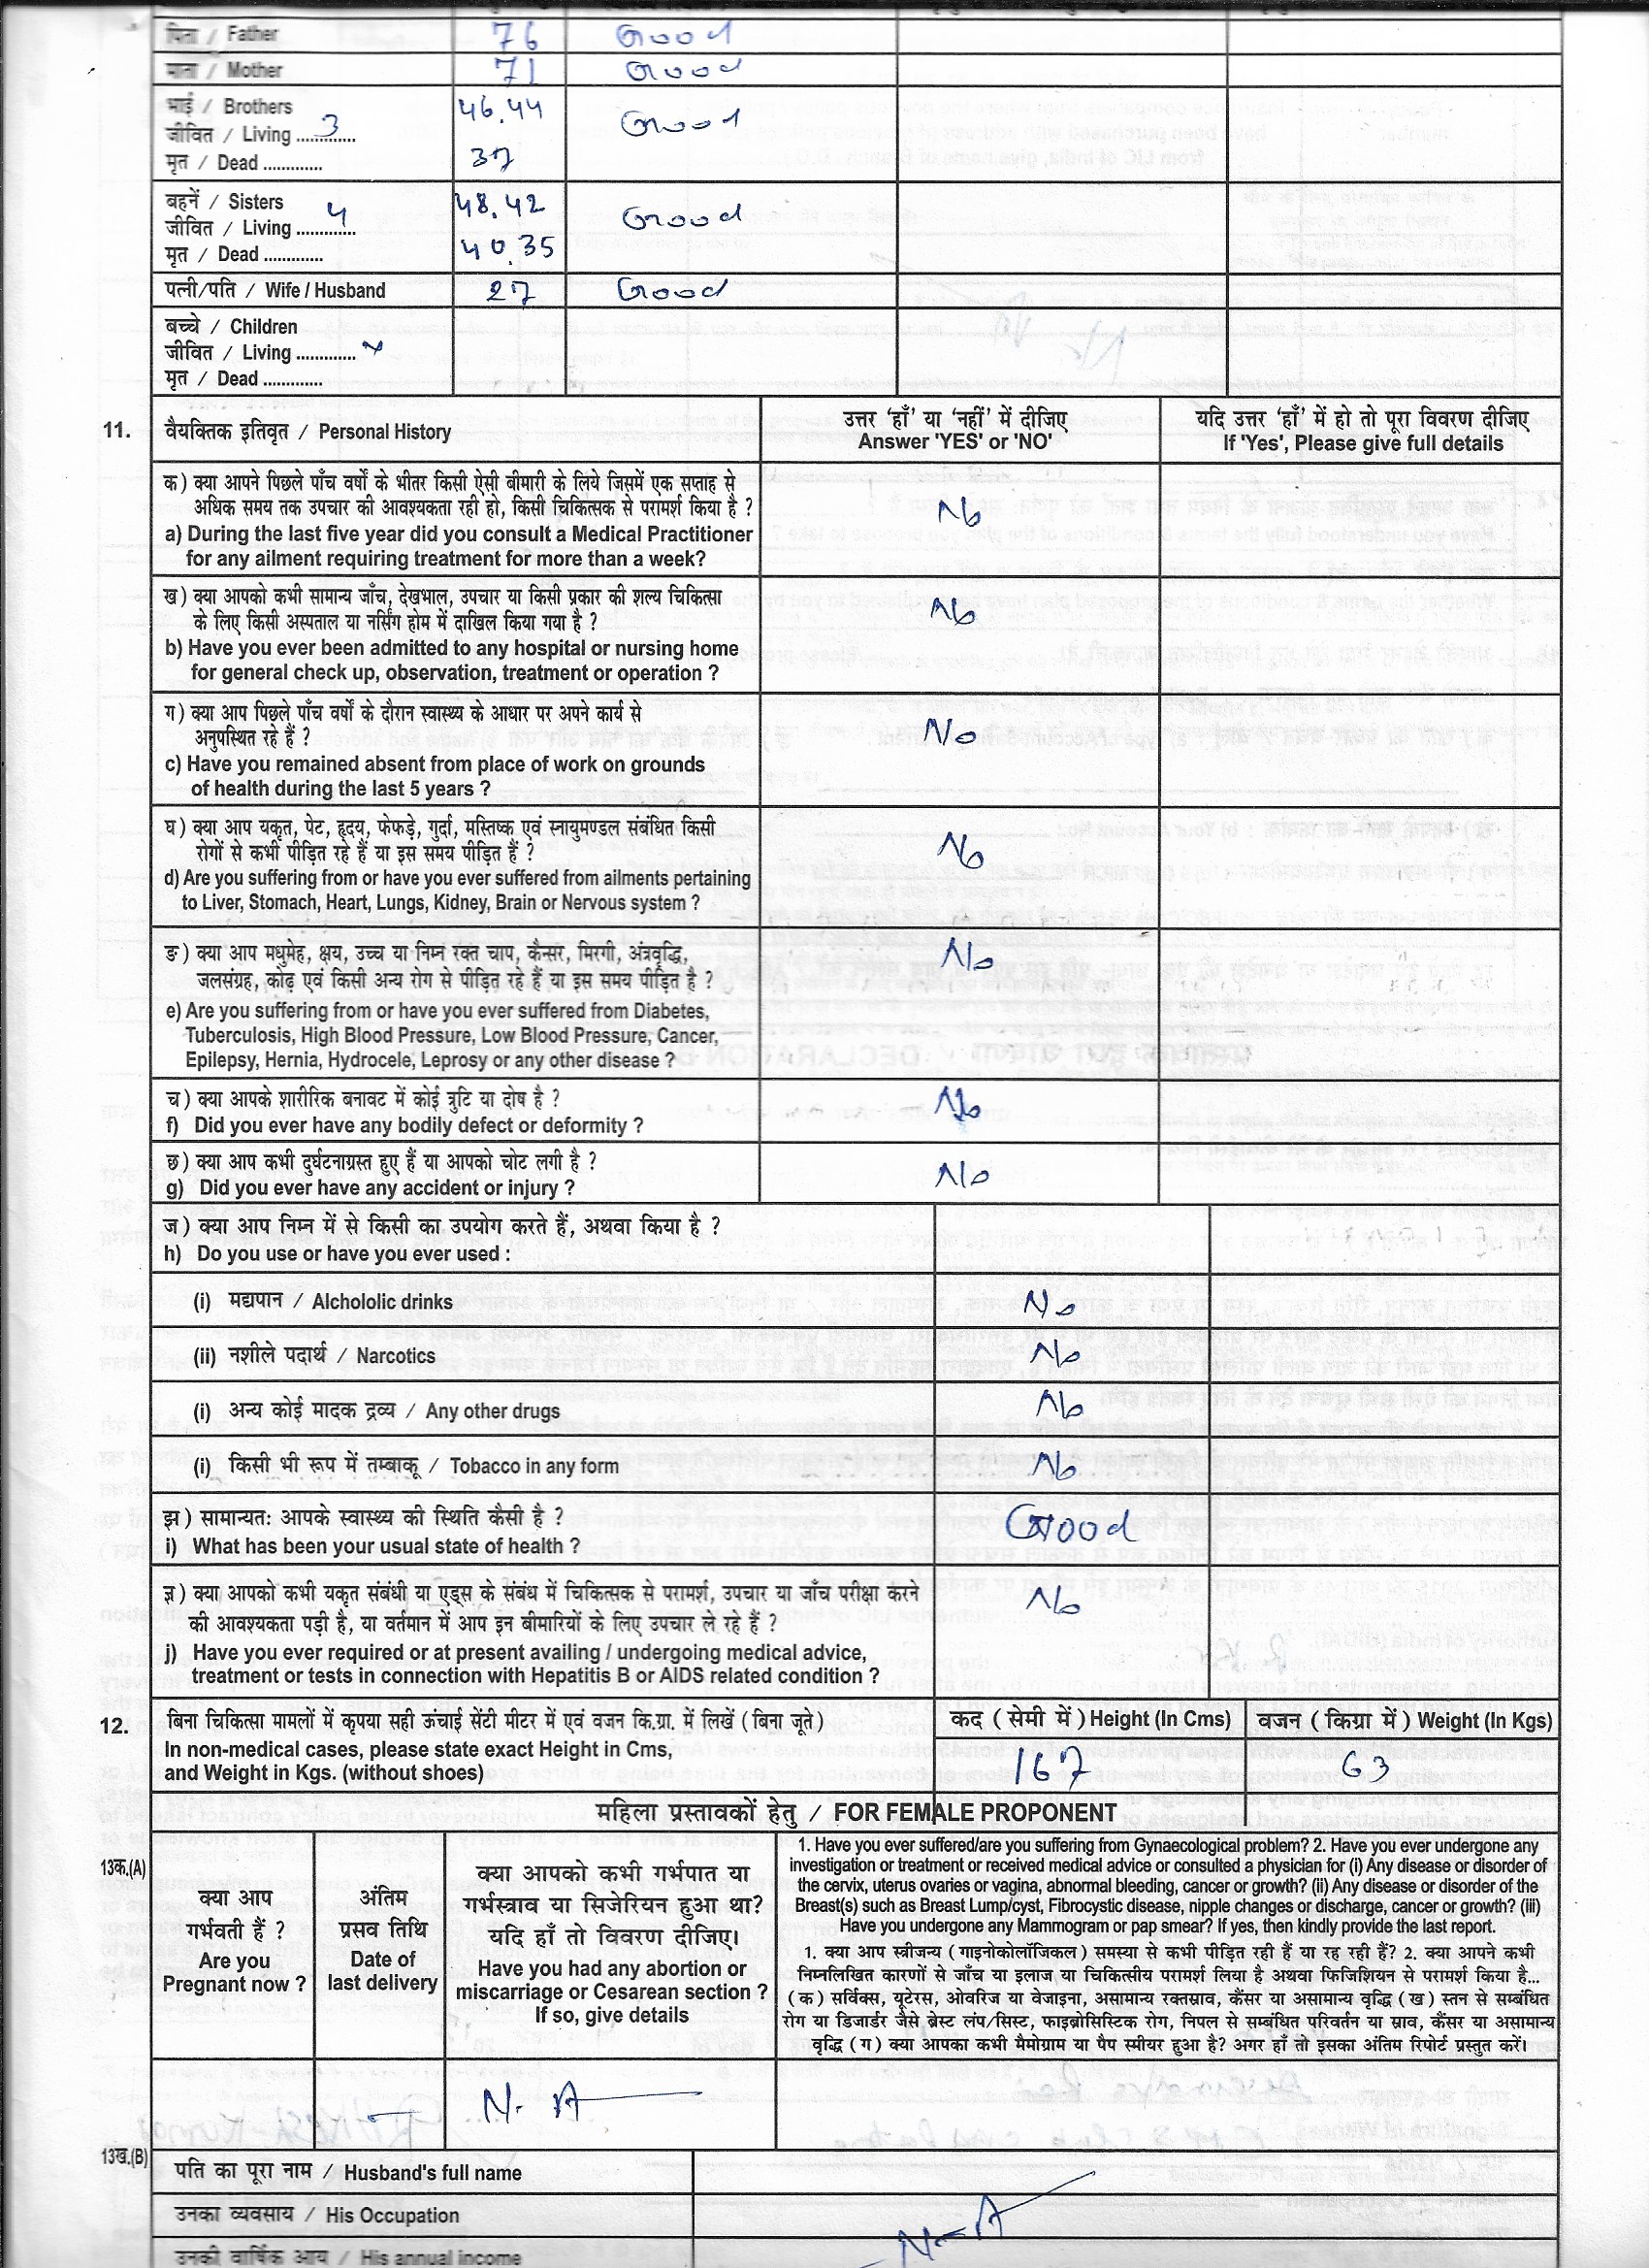 पिता / Father 76 Good
माता / Mother 71 Good
भाई / Brothers 46.44
जीवित / Living ............. 3 Good
मृत / Dead ............. 37
बहनें / Sisters 48.42
जीवित / Living ............. 4 Good
मृत / Dead ............. 40.35
पत्नी/पति / Wife / Husband 27 Good
बच्चे / Children
जीवित / Living .............
मृत / Dead .............
11. वैयक्तिक इतिवृत / Personal History
उत्तर 'हाँ' या 'नहीं' में दीजिए
Answer 'YES' or 'NO'
यदि उत्तर 'हाँ' में हो तो पूरा विवरण दीजिए
If 'Yes', Please give full details
क) क्या आपने पिछले पाँच वर्षों के भीतर किसी ऐसी बीमारी के लिये जिसमें एक सप्ताह से
अधिक समय तक उपचार की आवश्यकता रही हो, किसी चिकित्सक से परामर्श किया है ?
No
a) During the last five year did you consult a Medical Practitioner
for any ailment requiring treatment for more than a week?
ख) क्या आपको कभी सामान्य जाँच, देखभाल, उपचार या किसी प्रकार की शल्य चिकित्सा
के लिए किसी अस्पताल या नर्सिंग होम में दाखिल किया गया है ?
No
b) Have you ever been admitted to any hospital or nursing home
for general check up, observation, treatment or operation ?
ग) क्या आप पिछले पाँच वर्षों के दौरान स्वास्थ्य के आधार पर अपने कार्य से
अनुपस्थित रहे हैं ?
No
c) Have you remained absent from place of work on grounds
of health during the last 5 years ?
घ) क्या आप यकृत, पेट, हृदय, फेफड़े, गुर्दा, मस्तिष्क एवं स्नायुमण्डल संबंधित किसी
रोगों से कभी पीड़ित रहे हैं या इस समय पीड़ित हैं ?
No
d) Are you suffering from or have you ever suffered from ailments pertaining
to Liver, Stomach, Heart, Lungs, Kidney, Brain or Nervous system ?
ङ) क्या आप मधुमेह, क्षय, उच्च या निम्न रक्त चाप, कैन्सर, मिरगी, अंत्रवृद्धि,
जलसंग्रह, कोढ़ एवं किसी अन्य रोग से पीड़ित रहे हैं या इस समय पीड़ित है ?
No
e) Are you suffering from or have you ever suffered from Diabetes,
Tuberculosis, High Blood Pressure, Low Blood Pressure, Cancer,
Epilepsy, Hernia, Hydrocele, Leprosy or any other disease ?
च) क्या आपके शारीरिक बनावट में कोई त्रुटि या दोष है ?
No
f) Did you ever have any bodily defect or deformity ?
छ) क्या आप कभी दुर्घटनाग्रस्त हुए हैं या आपको चोट लगी है ?
No
g) Did you ever have any accident or injury ?
ज) क्या आप निम्न में से किसी का उपयोग करते हैं, अथवा किया है ?
h) Do you use or have you ever used :
(i) मद्यपान / Alchololic drinks No
(ii) नशीले पदार्थ / Narcotics No
(i) अन्य कोई मादक द्रव्य / Any other drugs No
(i) किसी भी रूप में तम्बाकू / Tobacco in any form No
झ) सामान्यतः आपके स्वास्थ्य की स्थिति कैसी है ?
Good
i) What has been your usual state of health ?
ज्ञ) क्या आपको कभी यकृत संबंधी या एड्स के संबंध में चिकित्सक से परामर्श, उपचार या जाँच परीक्षा करने
की आवश्यकता पड़ी है, या वर्तमान में आप इन बीमारियों के लिए उपचार ले रहे हैं ?
No
j) Have you ever required or at present availing / undergoing medical advice,
treatment or tests in connection with Hepatitis B or AIDS related condition ?
12. बिना चिकित्सा मामलों में कृपया सही ऊंचाई सेंटी मीटर में एवं वजन कि.ग्रा. में लिखें (बिना जूते)
In non-medical cases, please state exact Height in Cms,
and Weight in Kgs. (without shoes)
कद (सेमी में) Height (In Cms) वजन (किग्रा में) Weight (In Kgs)
167 63
महिला प्रस्तावकों हेतु / FOR FEMALE PROPONENT
13क.(A)
क्या आप
गर्भवती हैं ?
Are you
Pregnant now ?
अंतिम
प्रसव तिथि
Date of
last delivery
क्या आपको कभी गर्भपात या
गर्भस्त्राव या सिजेरियन हुआ था?
यदि हाँ तो विवरण दीजिए।
Have you had any abortion or
miscarriage or Cesarean section ?
If so, give details
1. Have you ever suffered/are you suffering from Gynaecological problem? 2. Have you ever undergone any
investigation or treatment or received medical advice or consulted a physician for (i) Any disease or disorder of
the cervix, uterus ovaries or vagina, abnormal bleeding, cancer or growth? (ii) Any disease or disorder of the
Breast(s) such as Breast Lump/cyst, Fibrocystic disease, nipple changes or discharge, cancer or growth? (iii)
Have you undergone any Mammogram or pap smear? If yes, then kindly provide the last report.
1. क्या आप स्त्रीजन्य (गाइनोकोलॉजिकल) समस्या से कभी पीड़ित रही हैं या रह रही हैं? 2. क्या आपने कभी
निम्नलिखित कारणों से जाँच या इलाज या चिकित्सीय परामर्श लिया है अथवा फिजिशियन से परामर्श किया है...
(क) सर्विक्स, यूटेरस, ओवरिज या वेजाइना, असामान्य रक्तस्राव, कैंसर या असामान्य वृद्धि (ख) स्तन से सम्बंधित
रोग या डिजार्डर जैसे ब्रेस्ट लंप/सिस्ट, फाइब्रोसिस्टिक रोग, निपल से सम्बंधित परिवर्तन या स्राव, कैंसर या असामान्य
वृद्धि (ग) क्या आपका कभी मैमोग्राम या पैप स्मीयर हुआ है? अगर हाँ तो इसका अंतिम रिपोर्ट प्रस्तुत करें।
N. A
13ख.(B)
पति का पूरा नाम / Husband's full name
उनका व्यवसाय / His Occupation
N-A
उनकी वार्षिक आय / His annual income